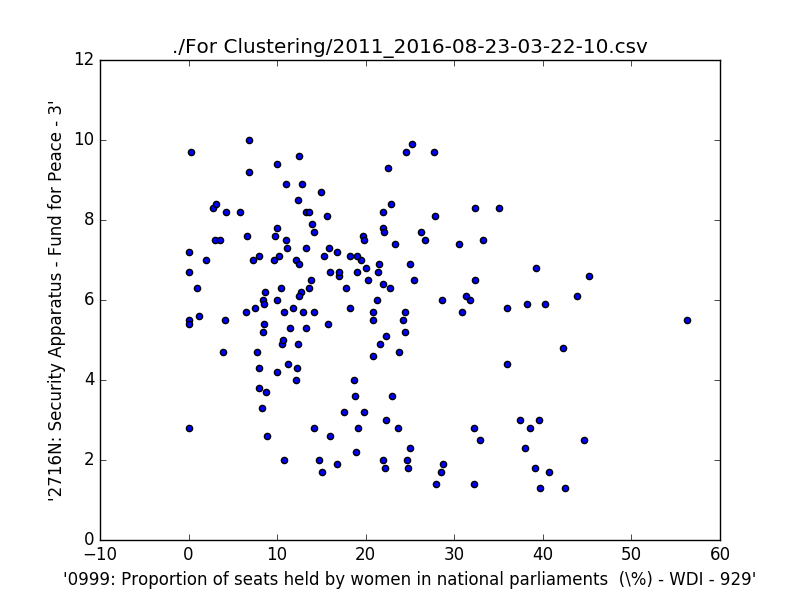 ./For Clustering/2011_2016-08-23-03-22-10.csv
'2716N: Security Apparatus - Fund for Peace - 3'
12
10
8
6
4
2
0
−10 0 10 20 30 40 50 60
'0999: Proportion of seats held by women in national parliaments (\%) - WDI - 929'